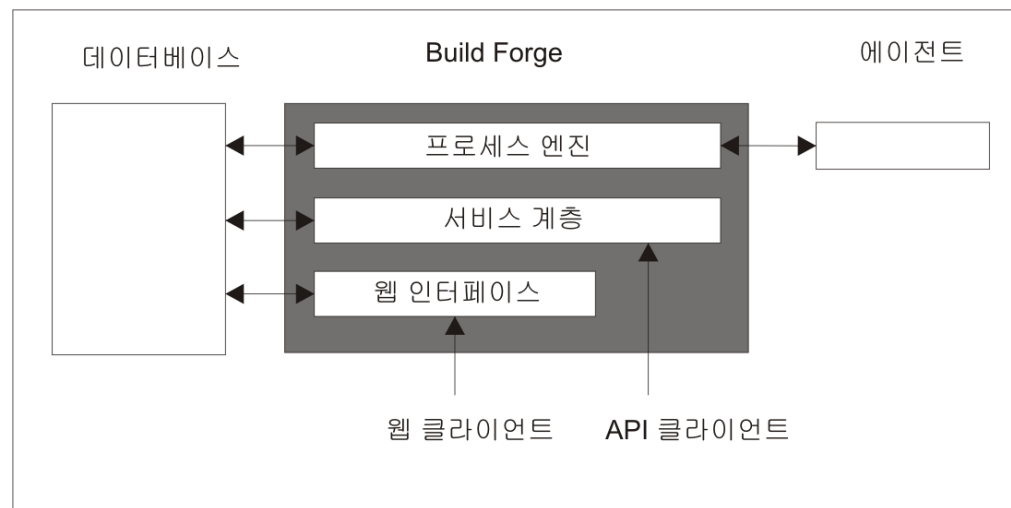 데이터베이스
Build Forge
에이전트
프로세스 엔진
서비스 계층
웹 인터페이스
웹 클라이언트
API 클라이언트